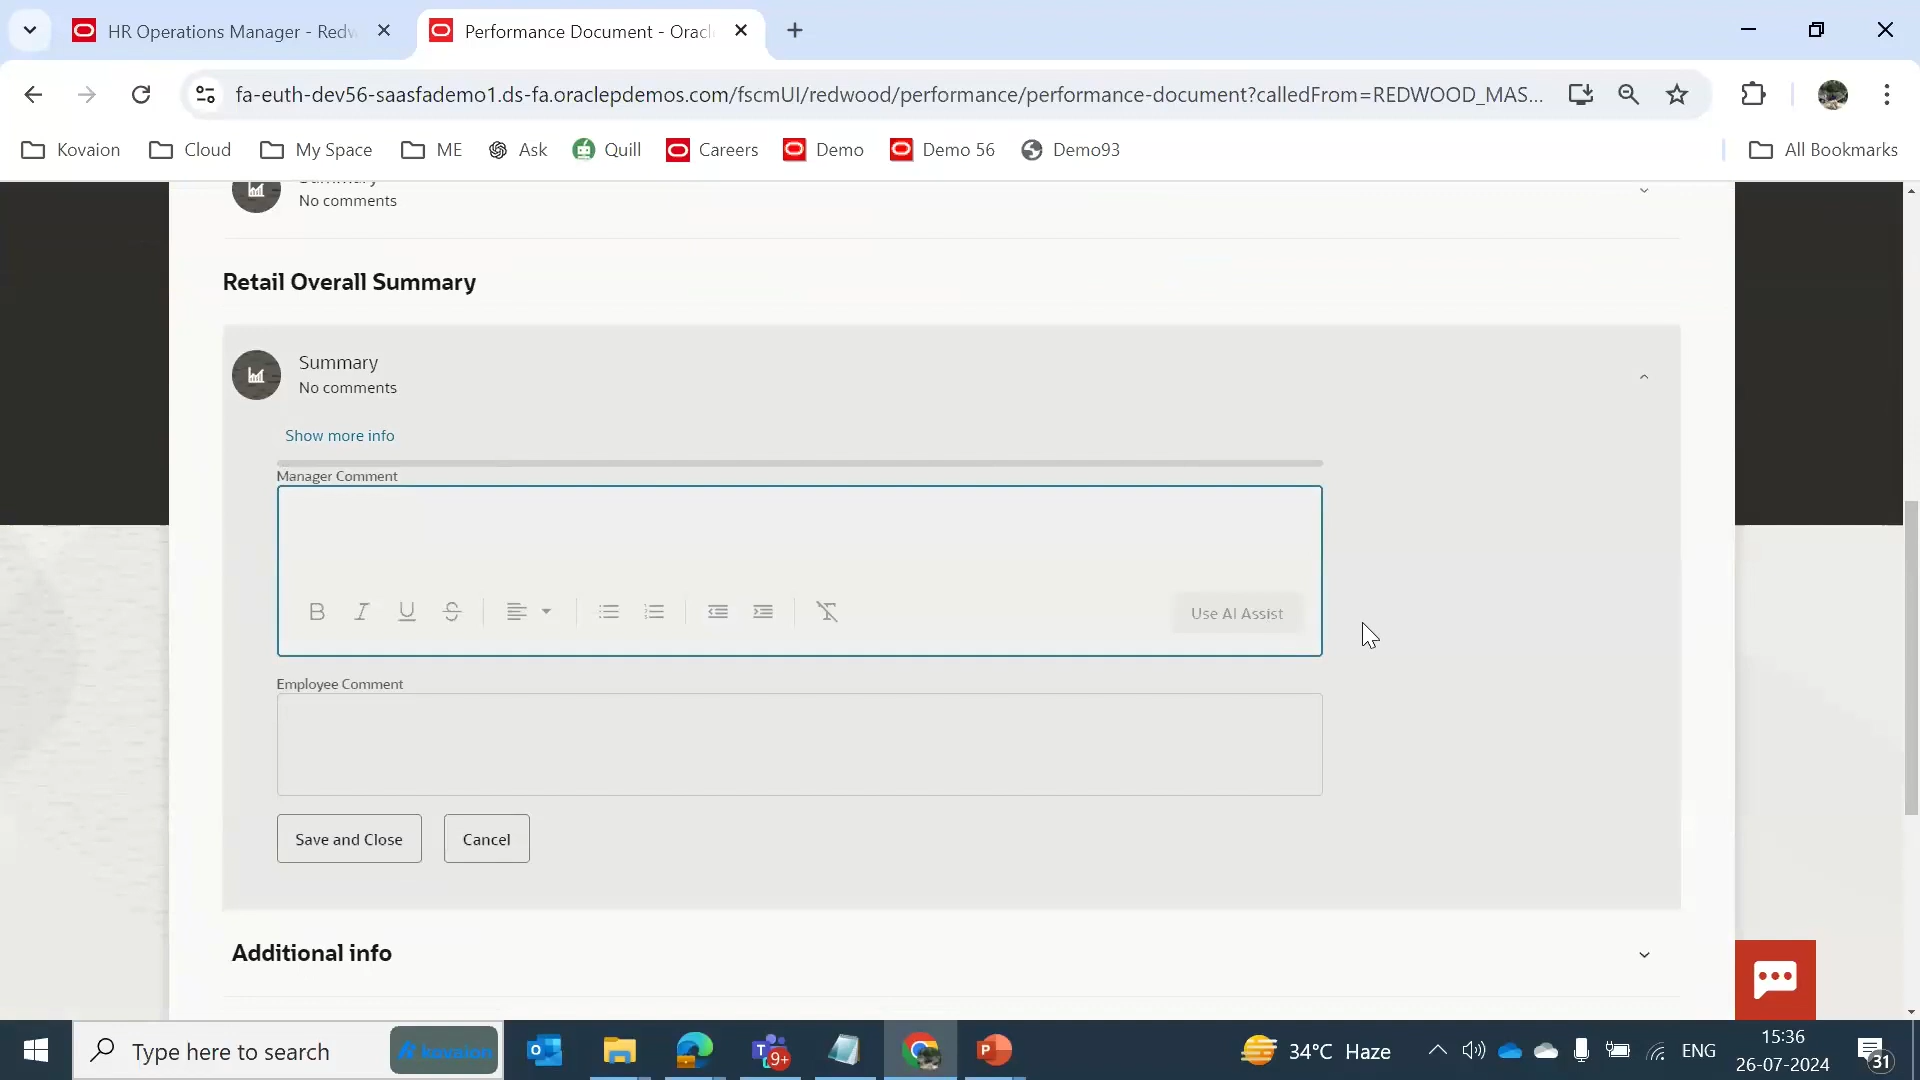 HR Operations Manager - Redw
Performance Document - Oracl
fa-euth-dev56-saasfademo1.ds-fa.oraclepdemos.com/fscmUI/redwood/performance/performance-document?calledFrom=REDWOOD_MAS...
Kovaion
Cloud
My Space
ME
Ask
Quill
Careers
Demo
Demo 56
Demo93
All Bookmarks
Summary
No comments
Retail Overall Summary
Summary
No comments
Show more info
Manager Comment
B I U S
Use AI Assist
Employee Comment
Save and Close
Cancel
Additional info
Type here to search
kovaion
9+
34°C Haze
ENG
15:36
26-07-2024
31